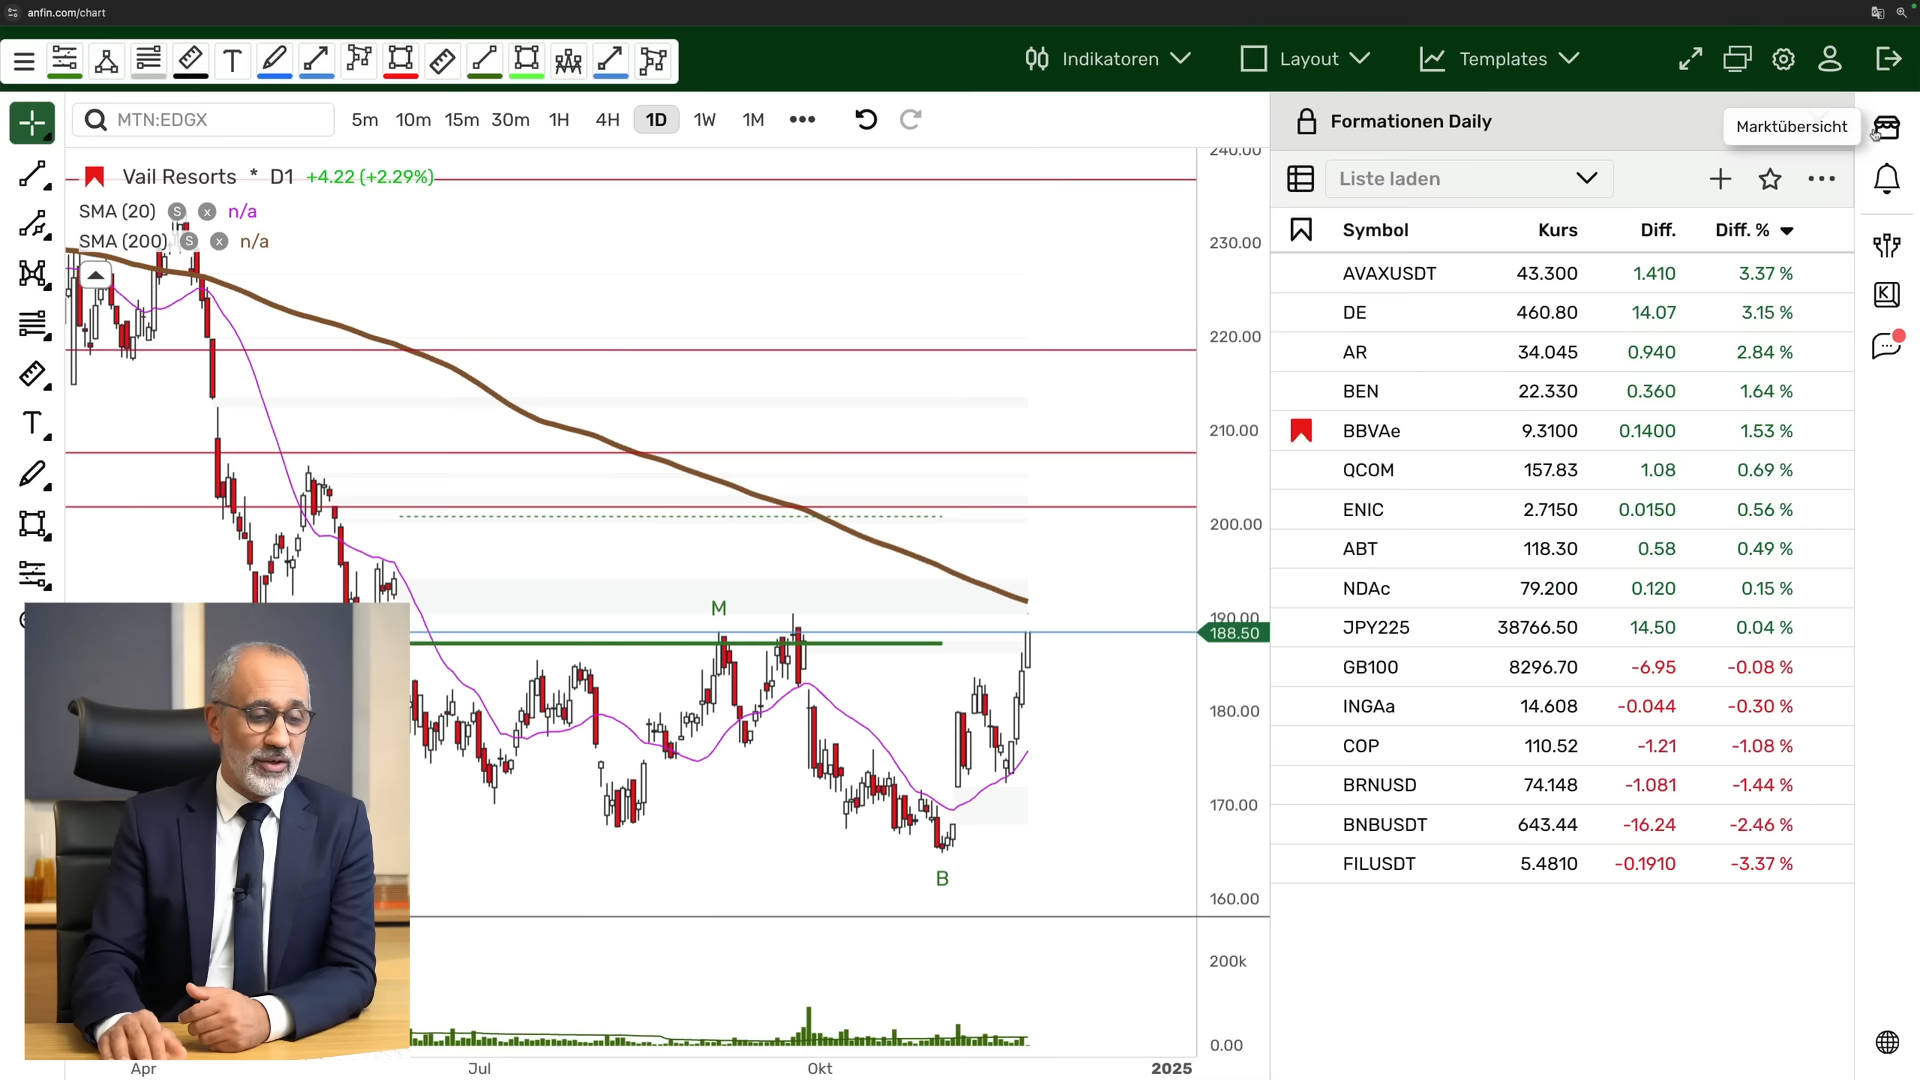 anfin.com/chart
Indikatoren
Layout
Templates
MTN:EDGX
5m 10m 15m 30m 1H 4H 1D 1W 1M
Formationen Daily
Marktübersicht
Vail Resorts * D1 +4.22 (+2.29%)
SMA (20) S x n/a
SMA (200) S x n/a
Liste laden
Symbol Kurs Diff. Diff. %
AVAXUSDT 43.300 1.410 3.37 %
DE 460.80 14.07 3.15 %
AR 34.045 0.940 2.84 %
BEN 22.330 0.360 1.64 %
BBVAe 9.3100 0.1400 1.53 %
QCOM 157.83 1.08 0.69 %
ENIC 2.7150 0.0150 0.56 %
ABT 118.30 0.58 0.49 %
NDAc 79.200 0.120 0.15 %
JPY225 38766.50 14.50 0.04 %
GB100 8296.70 -6.95 -0.08 %
INGAa 14.608 -0.044 -0.30 %
COP 110.52 -1.21 -1.08 %
BRNUSD 74.148 -1.081 -1.44 %
BNBUSDT 643.44 -16.24 -2.46 %
FILUSDT 5.4810 -0.1910 -3.37 %
240.00
230.00
220.00
210.00
200.00
190.00
188.50
180.00
170.00
160.00
200k
0.00
M
B
Apr
Jul
Okt
2025